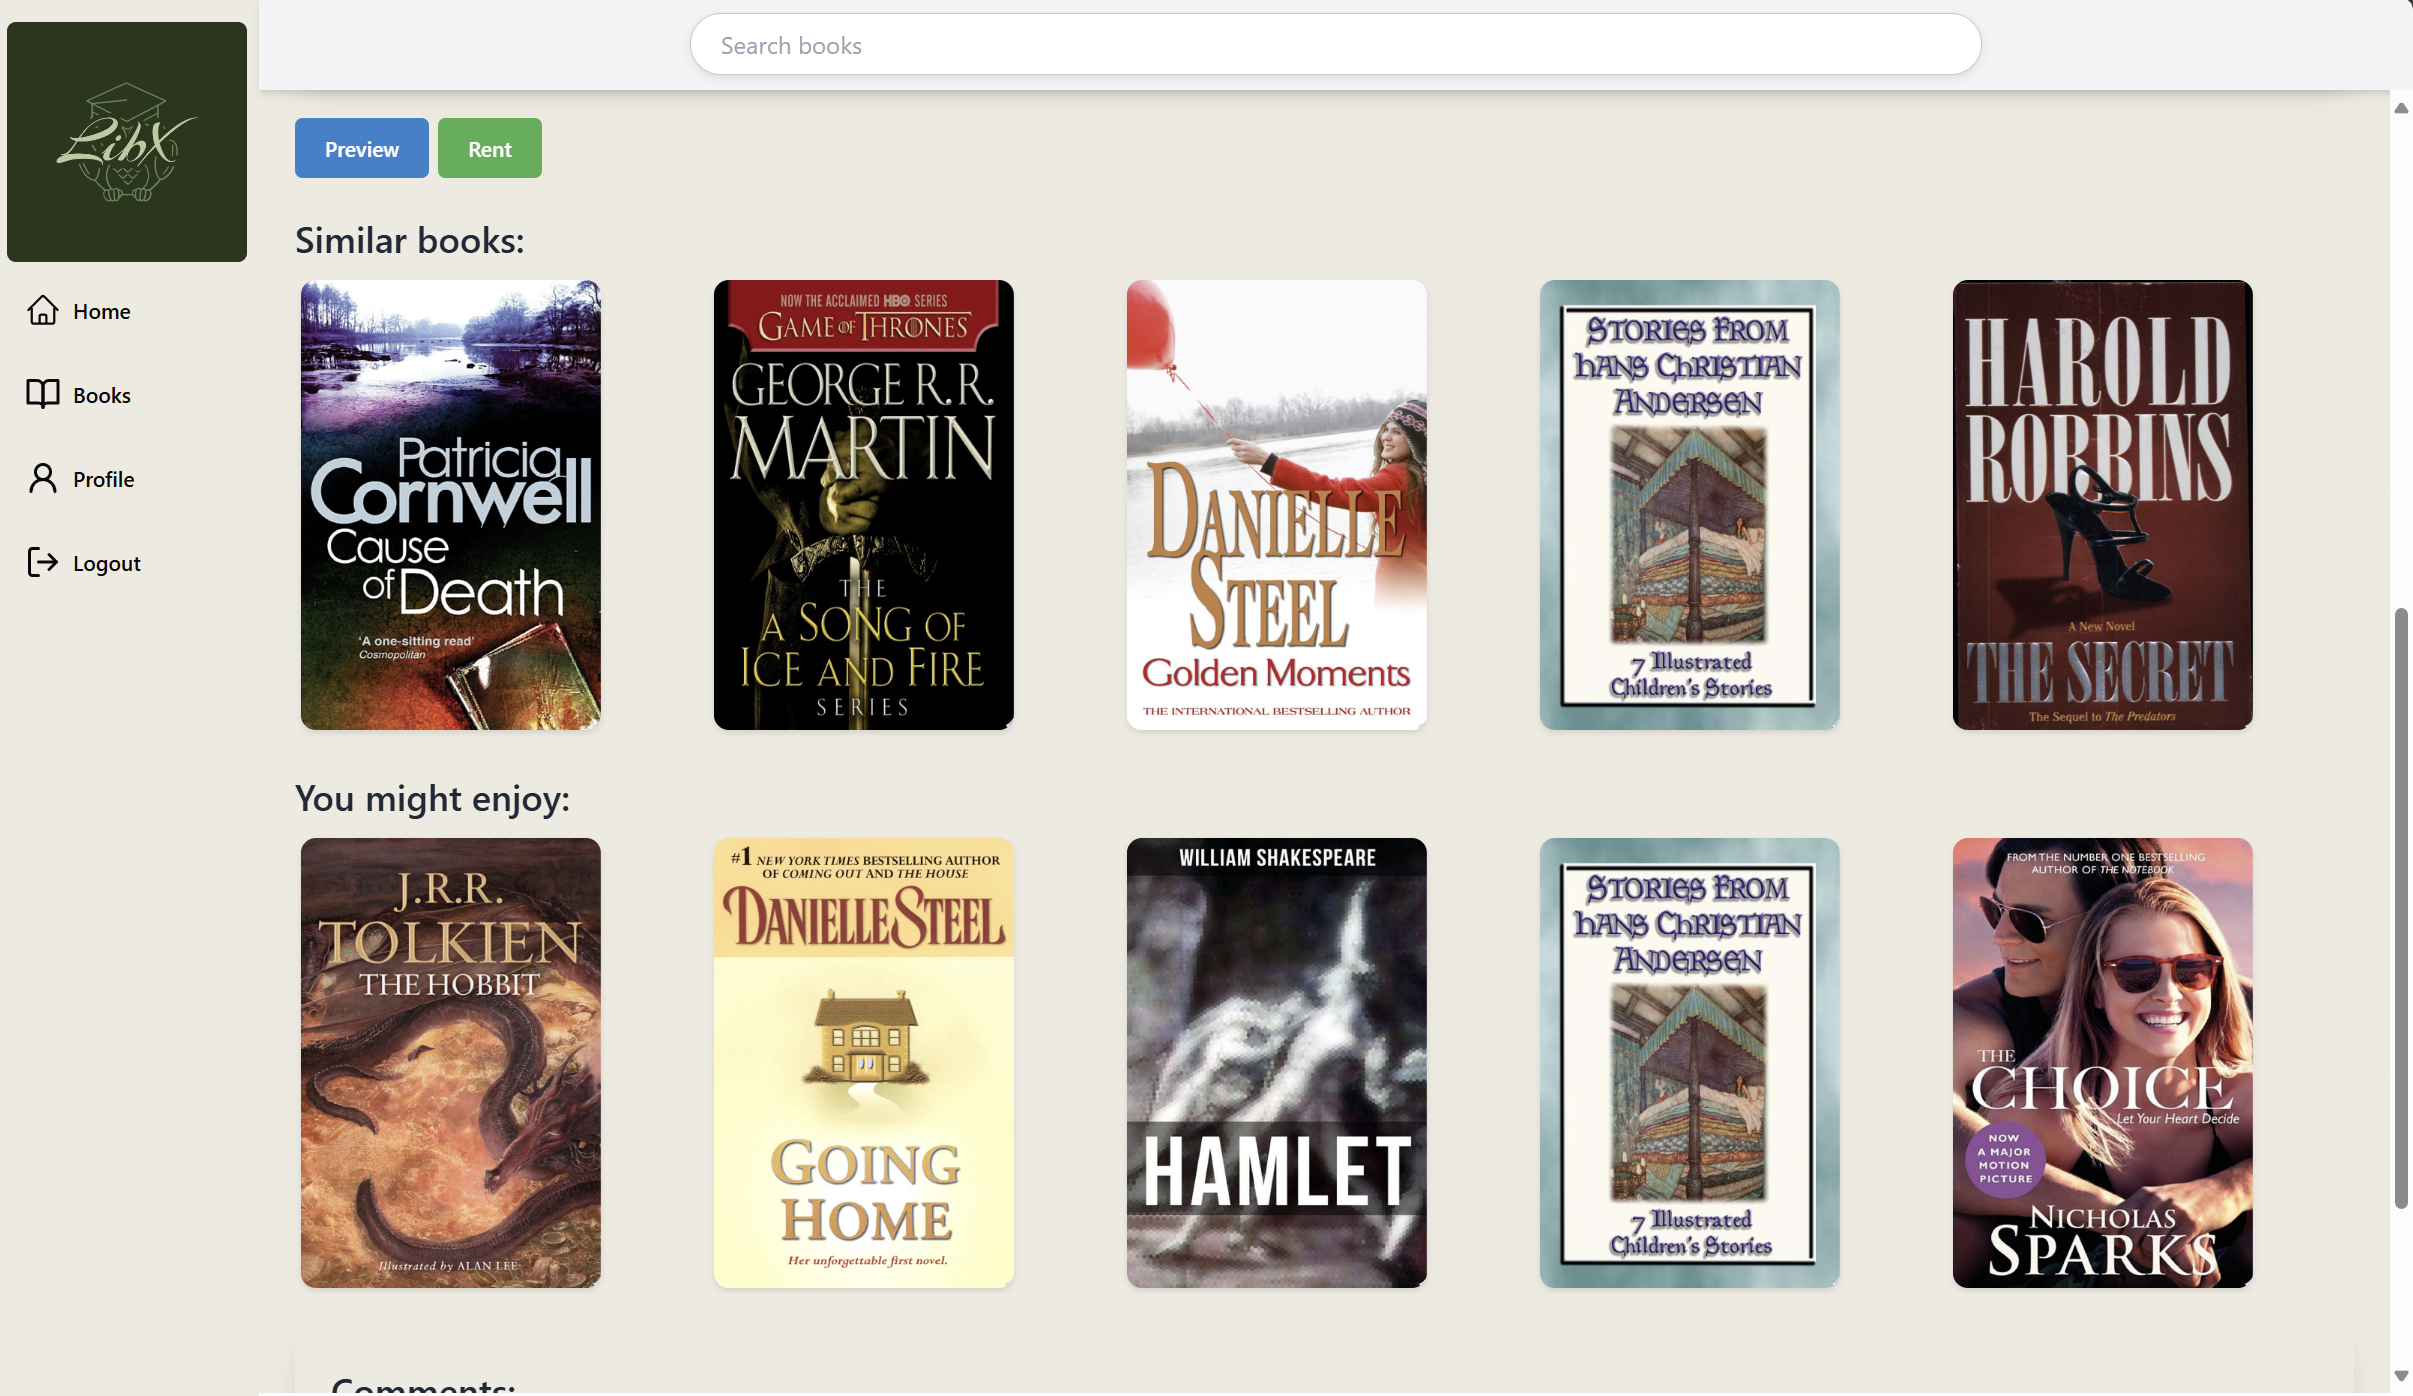 LibX
Home
Books
Profile
Logout
Search books
Preview
Rent
Similar books:
Patricia
Cornwell
Cause
of Death
'A one-sitting read'
Cosmopolitan
NOW THE ACCLAIMED HBO SERIES
GAME OF THRONES
GEORGE R.R.
MARTIN
THE
A SONG OF
ICE AND FIRE
SERIES
DANIELLE
STEEL
Golden Moments
THE INTERNATIONAL BESTSELLING AUTHOR
STORIES FROM
HANS CHRISTIAN
ANDERSEN
7 Illustrated
Children's Stories
HAROLD
ROBBINS
A New Novel
THE SECRET
The Sequel to The Predators
You might enjoy:
J.R.R.
TOLKIEN
THE HOBBIT
Illustrated by ALAN LEE
#1 NEW YORK TIMES BESTSELLING AUTHOR
OF COMING OUT AND THE HOUSE
DANIELLE STEEL
GOING
HOME
Her unforgettable first novel.
WILLIAM SHAKESPEARE
HAMLET
STORIES FROM
HANS CHRISTIAN
ANDERSEN
7 Illustrated
Children's Stories
FROM THE NUMBER ONE BESTSELLING
AUTHOR OF THE NOTEBOOK
THE
CHOICE
Let Your Heart Decide
NOW
A MAJOR
MOTION
PICTURE
NICHOLAS
SPARKS
Comments: